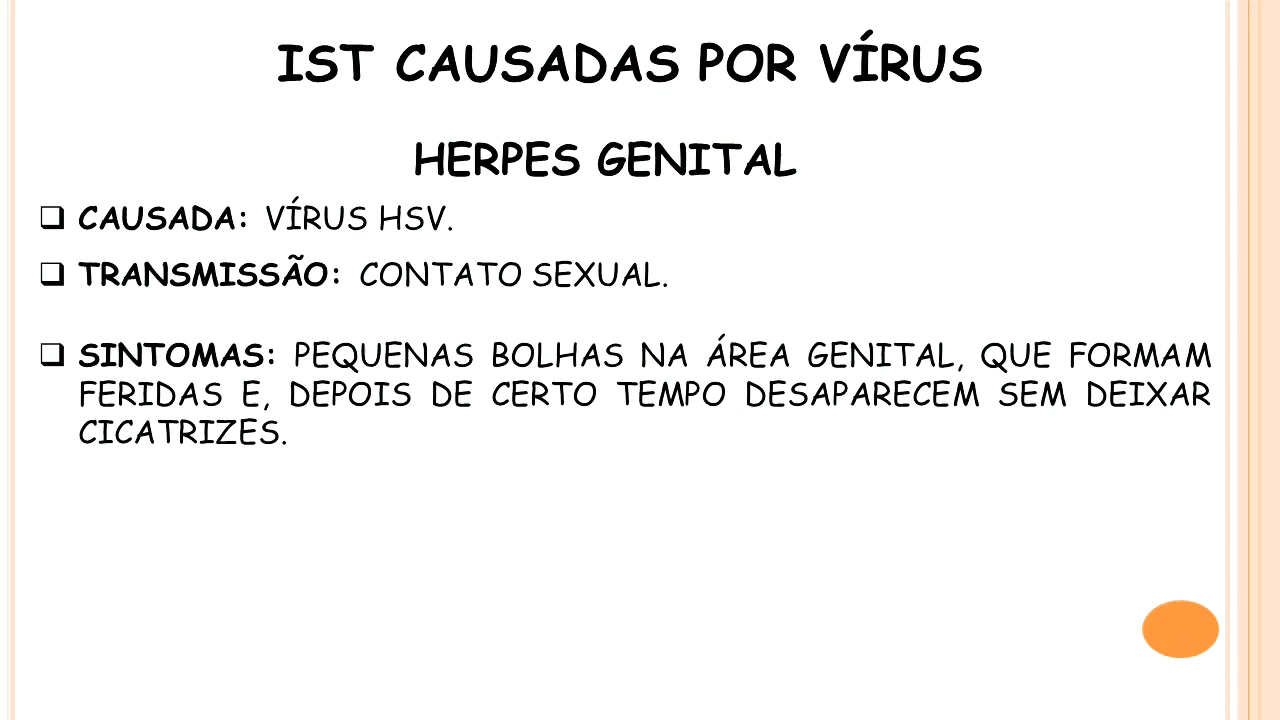 IST CAUSADAS POR VÍRUS
HERPES GENITAL
❑ CAUSADA: VÍRUS HSV.
❑ TRANSMISSÃO: CONTATO SEXUAL.
❑ SINTOMAS: PEQUENAS BOLHAS NA ÁREA GENITAL, QUE FORMAM
FERIDAS E, DEPOIS DE CERTO TEMPO DESAPARECEM SEM DEIXAR
CICATRIZES.